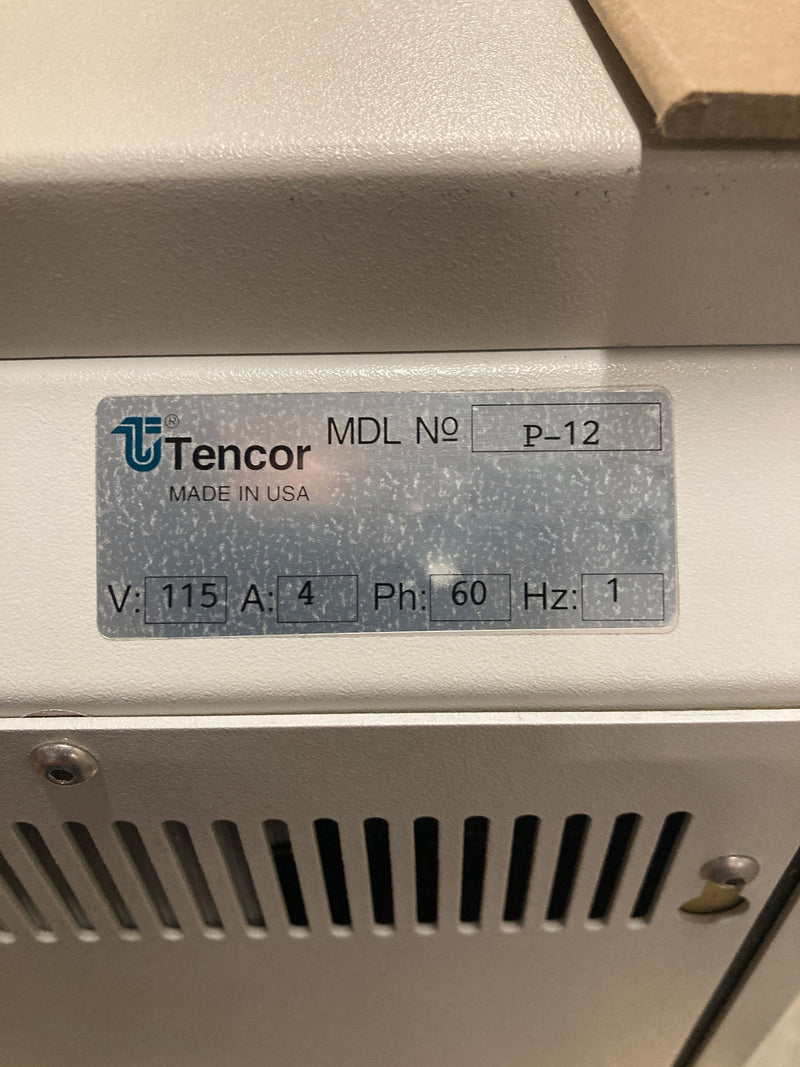 Tencor® MDL Nº P-12
MADE IN USA
V: 115 A: 4 Ph: 60 Hz: 1